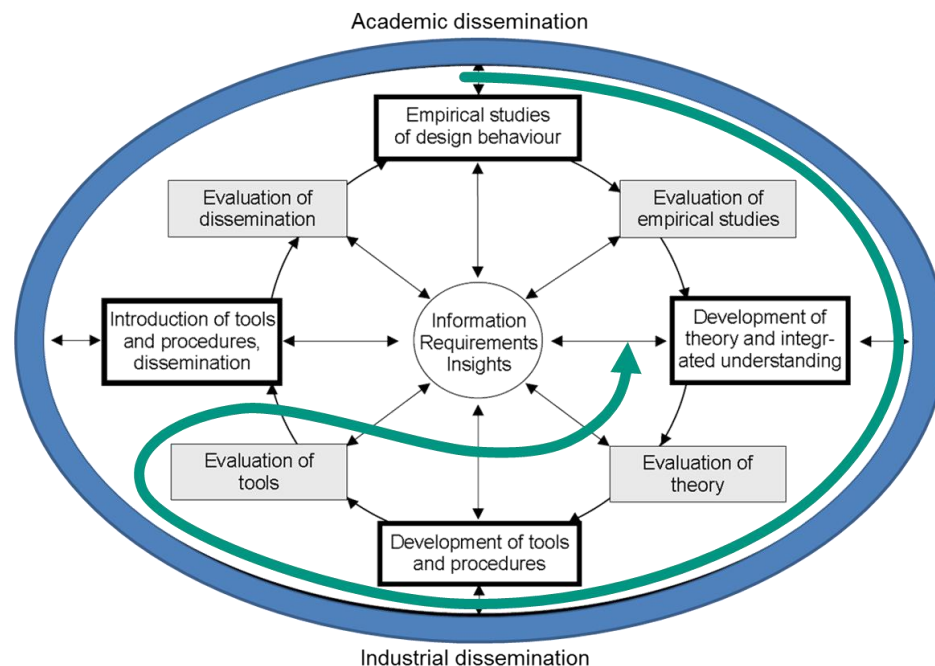 Academic dissemination
Empirical studies
of design behaviour
Evaluation of
dissemination
Evaluation of
empirical studies
Introduction of tools
and procedures,
dissemination
Information
Requirements
Insights
Development of
theory and integr-
ated understanding
Evaluation of
tools
Evaluation of
theory
Development of tools
and procedures
Industrial dissemination